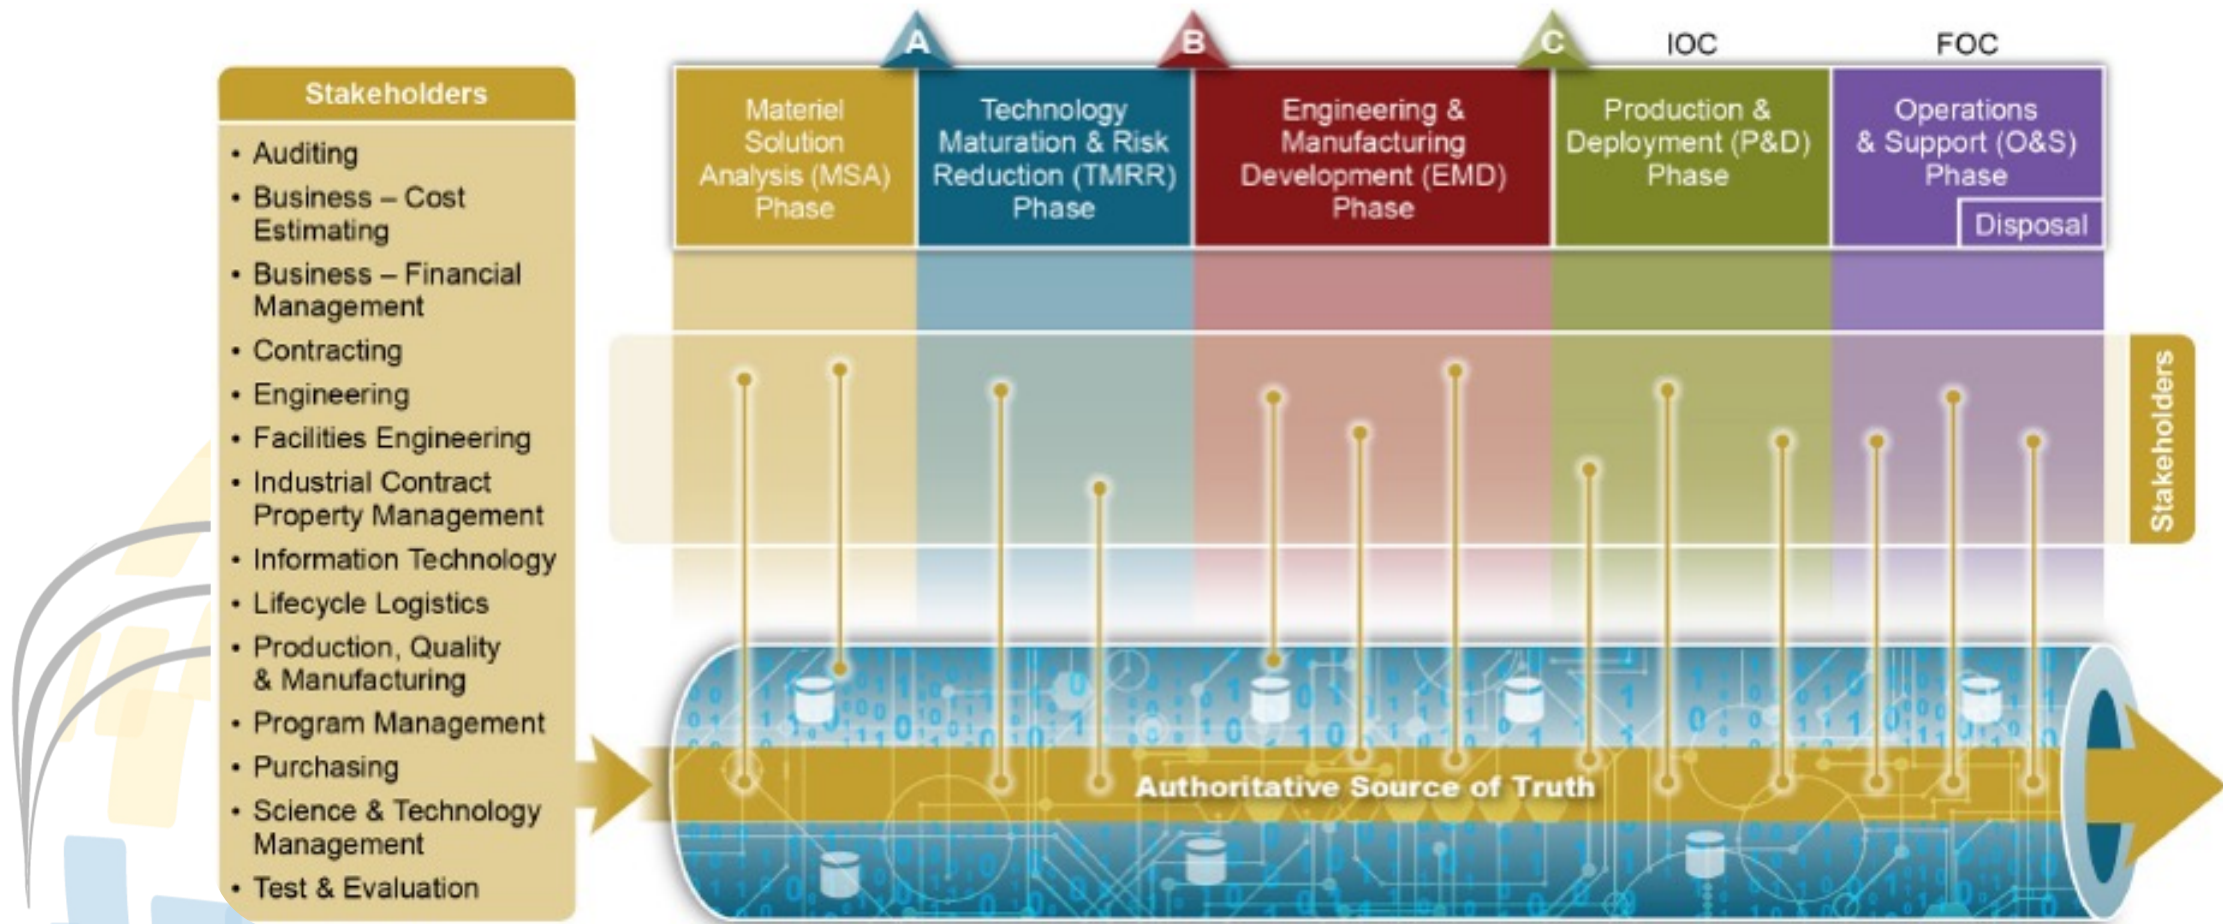 Stakeholders
• Auditing
• Business – Cost
Estimating
• Business – Financial
Management
• Contracting
• Engineering
• Facilities Engineering
• Industrial Contract
Property Management
• Information Technology
• Lifecycle Logistics
• Production, Quality
& Manufacturing
• Program Management
• Purchasing
• Science & Technology
Management
• Test & Evaluation
A
B
C
IOC
FOC
Materiel
Solution
Analysis (MSA)
Phase
Technology
Maturation & Risk
Reduction (TMRR)
Phase
Engineering &
Manufacturing
Development (EMD)
Phase
Production &
Deployment (P&D)
Phase
Operations
& Support (O&S)
Phase
Disposal
Stakeholders
Authoritative Source of Truth